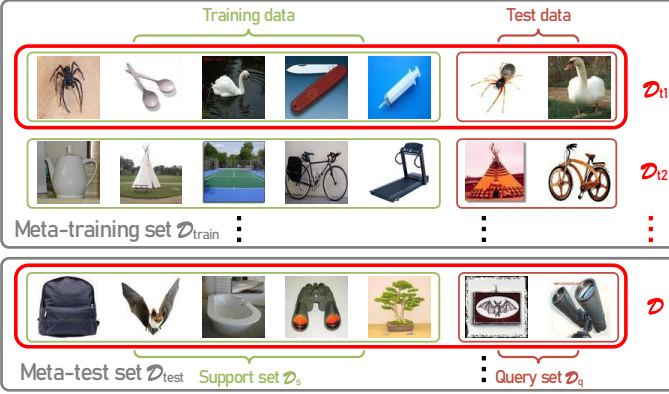 Training data Test data
𝒟t1
𝒟t2
Meta-training set 𝒟train
𝒟
Meta-test set 𝒟test Support set 𝒟s Query set 𝒟q